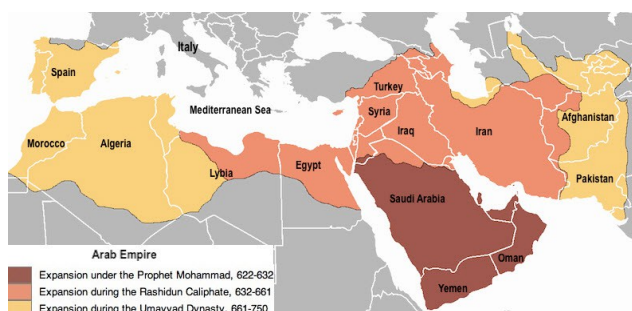 Italy
Spain
Turkey
Mediterranean Sea
Syria
Afghanistan
Morocco
Algeria
Iraq
Iran
Lybia
Egypt
Pakistan
Saudi Arabia
Oman
Yemen
Arab Empire
Expansion under the Prophet Mohammad, 622-632
Expansion during the Rashidun Caliphate, 632-661
Expansion during the Umayyad Dynasty, 661-750